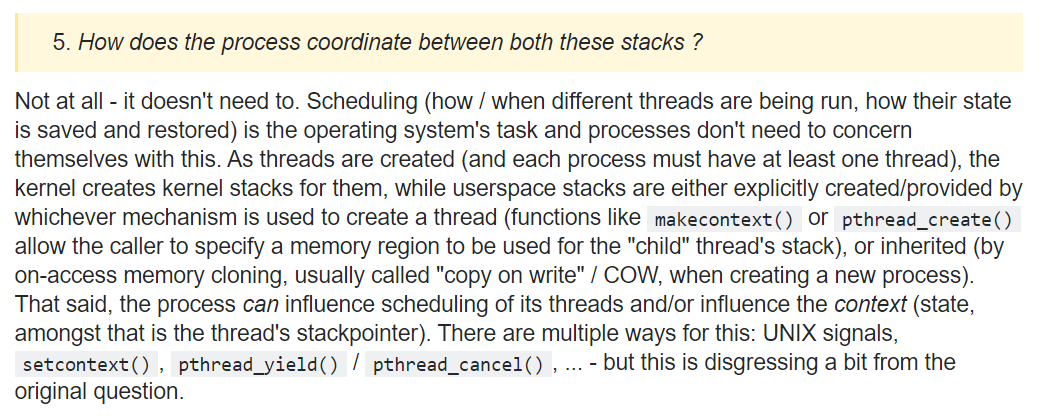 5. How does the process coordinate between both these stacks ?
Not at all - it doesn't need to. Scheduling (how / when different threads are being run, how their state
is saved and restored) is the operating system's task and processes don't need to concern
themselves with this. As threads are created (and each process must have at least one thread), the
kernel creates kernel stacks for them, while userspace stacks are either explicitly created/provided by
whichever mechanism is used to create a thread (functions like makecontext() or pthread_create()
allow the caller to specify a memory region to be used for the "child" thread's stack), or inherited (by
on-access memory cloning, usually called "copy on write" / COW, when creating a new process).
That said, the process can influence scheduling of its threads and/or influence the context (state,
amongst that is the thread's stackpointer). There are multiple ways for this: UNIX signals,
setcontext() , pthread_yield() / pthread_cancel() , ... - but this is disgressing a bit from the
original question.